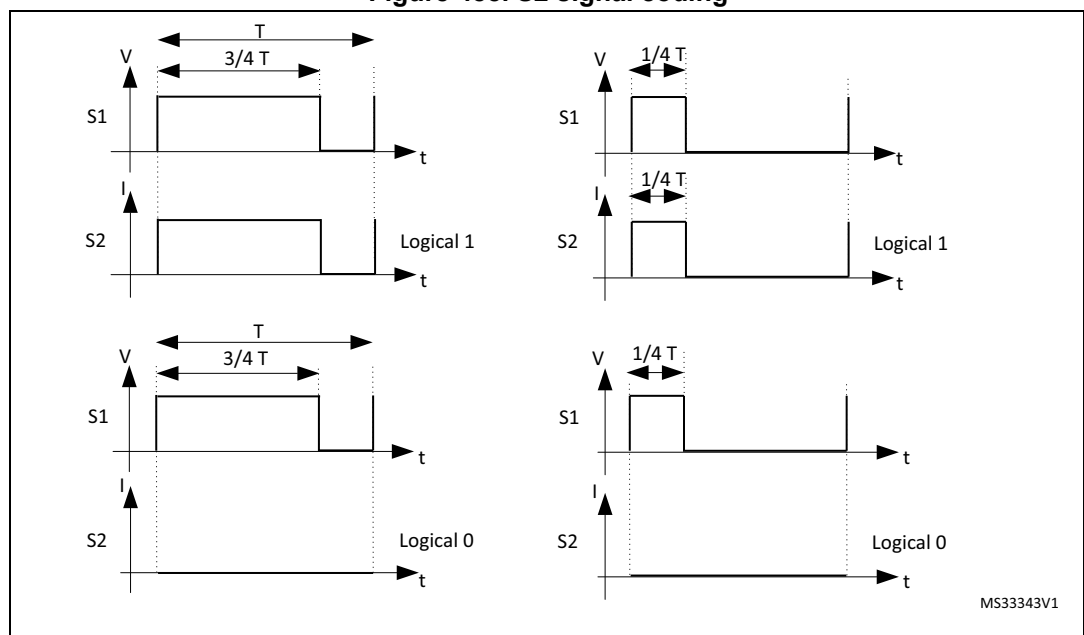 T
3/4 T
V
S1
t
I
S2
Logical 1
t
1/4 T
V
S1
t
1/4 T
I
S2
Logical 1
t
T
3/4 T
V
S1
t
I
S2
Logical 0
t
1/4 T
V
S1
t
I
S2
Logical 0
t
MS33343V1